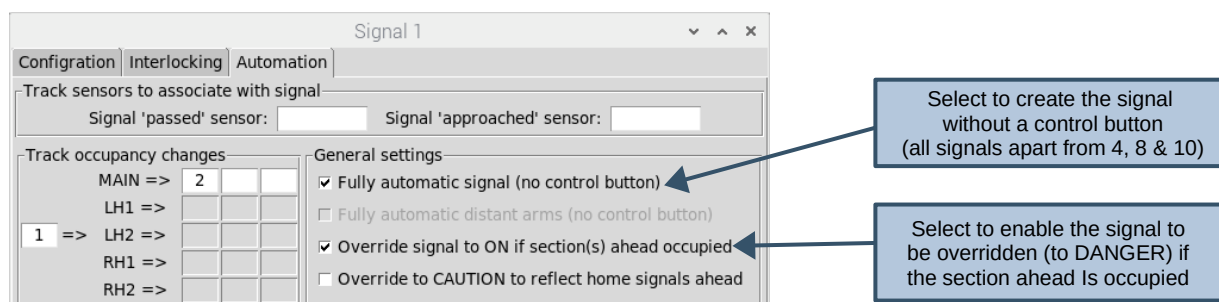 Signal 1
Configration Interlocking Automation
Track sensors to associate with signal
Signal 'passed' sensor: Signal 'approached' sensor:
Track occupancy changes
MAIN => 2
LH1 =>
1 => LH2 =>
RH1 =>
RH2 =>
General settings
Fully automatic signal (no control button)
Fully automatic distant arms (no control button)
Override signal to ON if section(s) ahead occupied
Override to CAUTION to reflect home signals ahead
Select to create the signal
without a control button
(all signals apart from 4, 8 & 10)
Select to enable the signal to
be overridden (to DANGER) if
the section ahead Is occupied